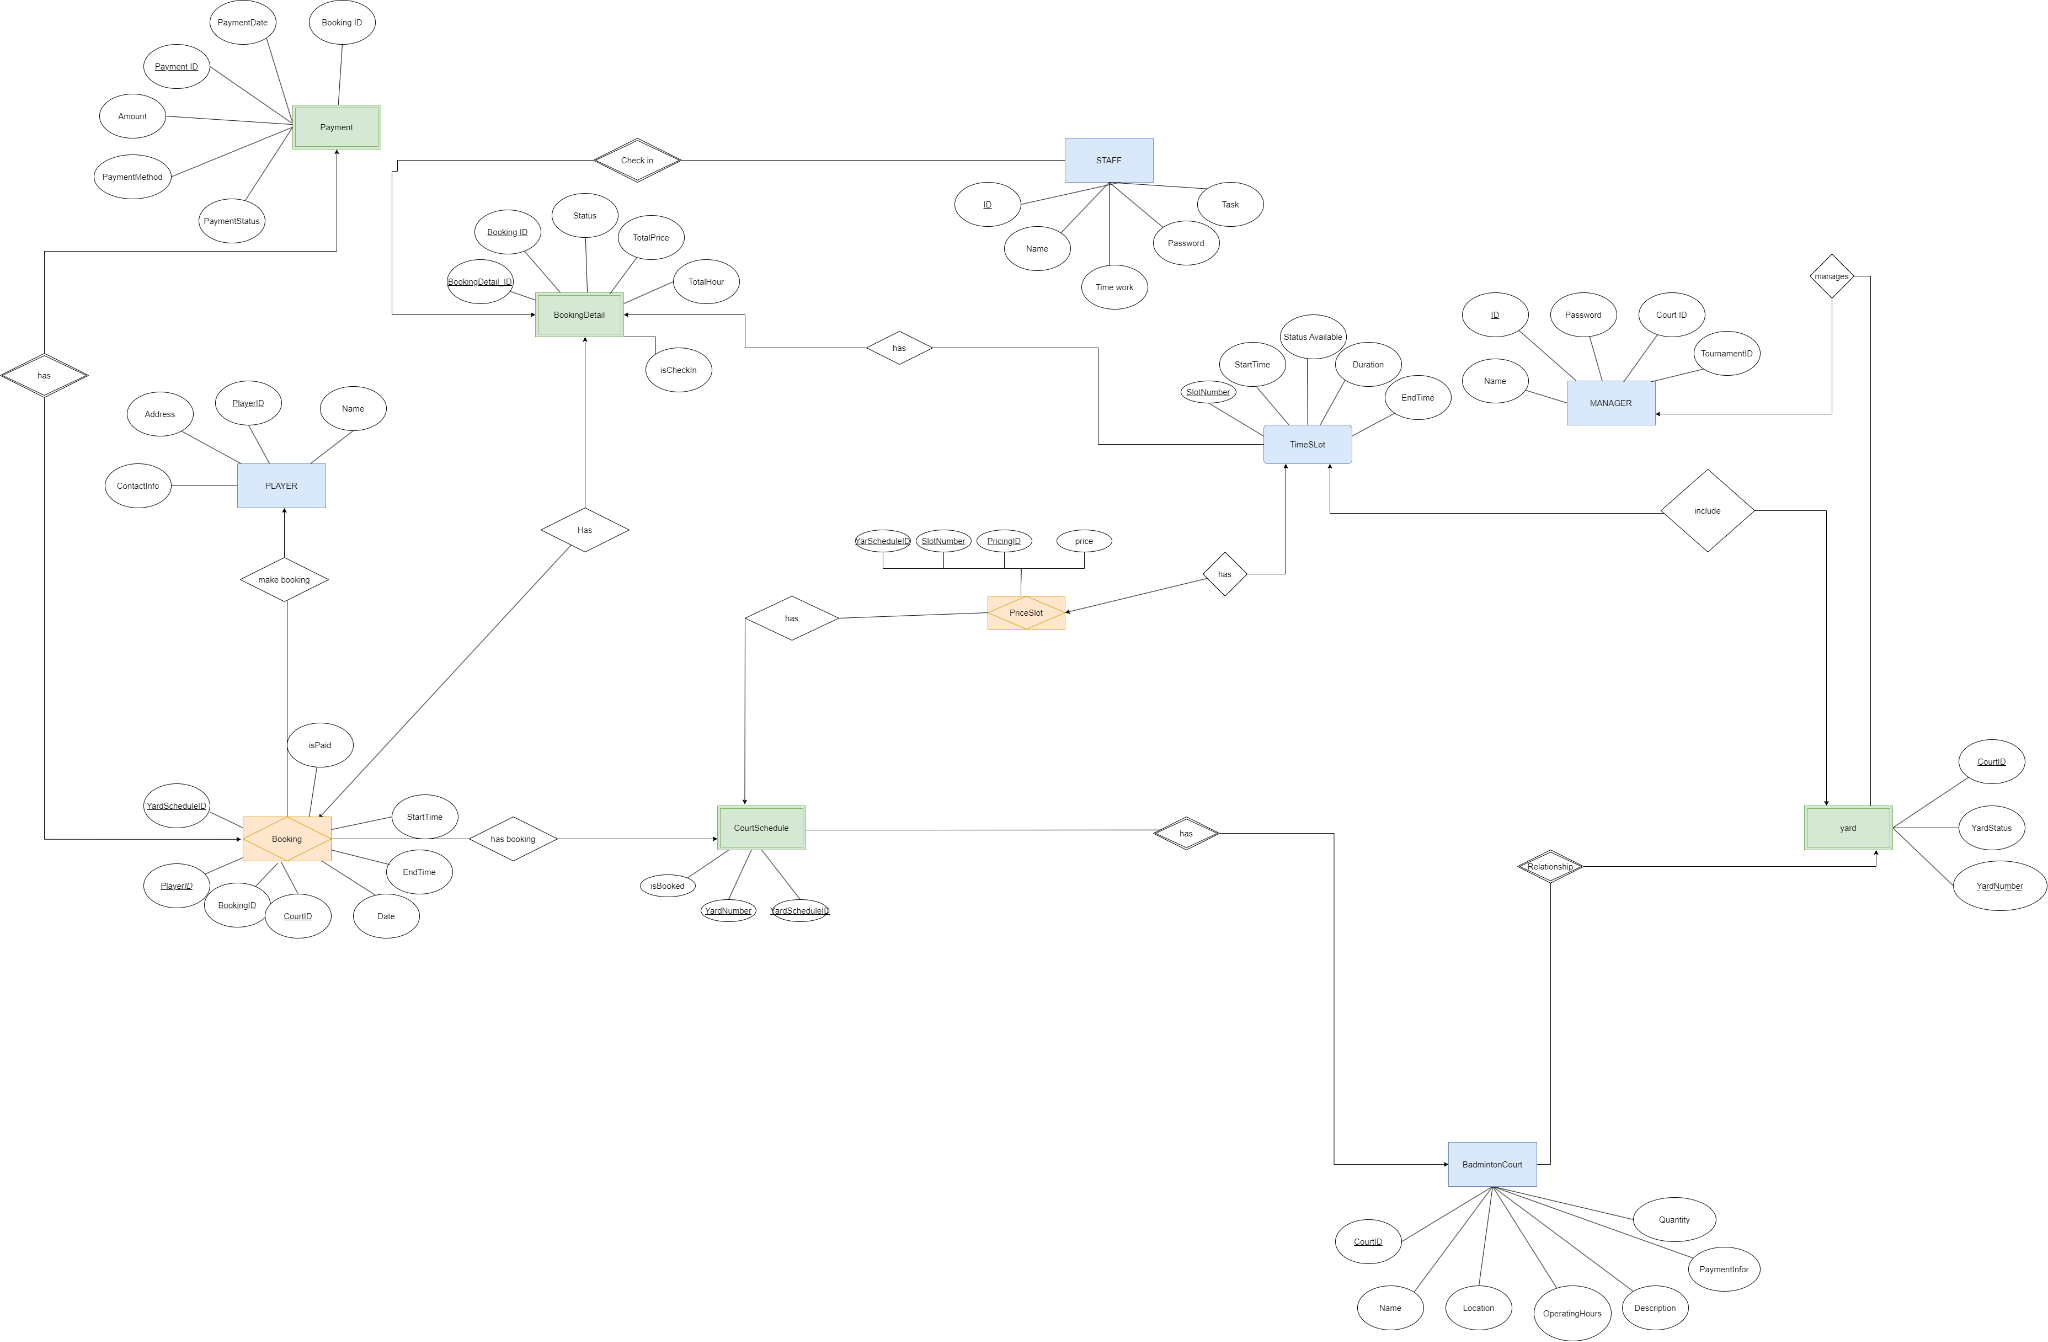 PaymentDate
Booking ID
Payment ID
Amount
Payment
PaymentMethod
PaymentStatus
Check in
STAFF
ID
Task
Name
Password
Time work
Booking ID
Status
TotalPrice
BookingDetail_ID
TotalHour
BookingDetail
isCheckIn
has
manages
ID
Password
Court ID
TournamentID
Name
MANAGER
Status Available
StartTime
Duration
SlotNumber
EndTime
TimeSLot
has
Address
PlayerID
Name
ContactInfo
PLAYER
Has
include
YarScheduleID
SlotNumber
PricingID
price
has
make booking
PriceSlot
has
isPaid
YardScheduleID
StartTime
Booking
has booking
EndTime
PlayerID
BookingID
CourtID
Date
CourtSchedule
isBooked
YardNumber
YardScheduleID
has
CourtID
yard
YardStatus
Relationship
YardNumber
BadmintonCourt
Quantity
CourtID
PaymentInfor
Name
Location
OperatingHours
Description